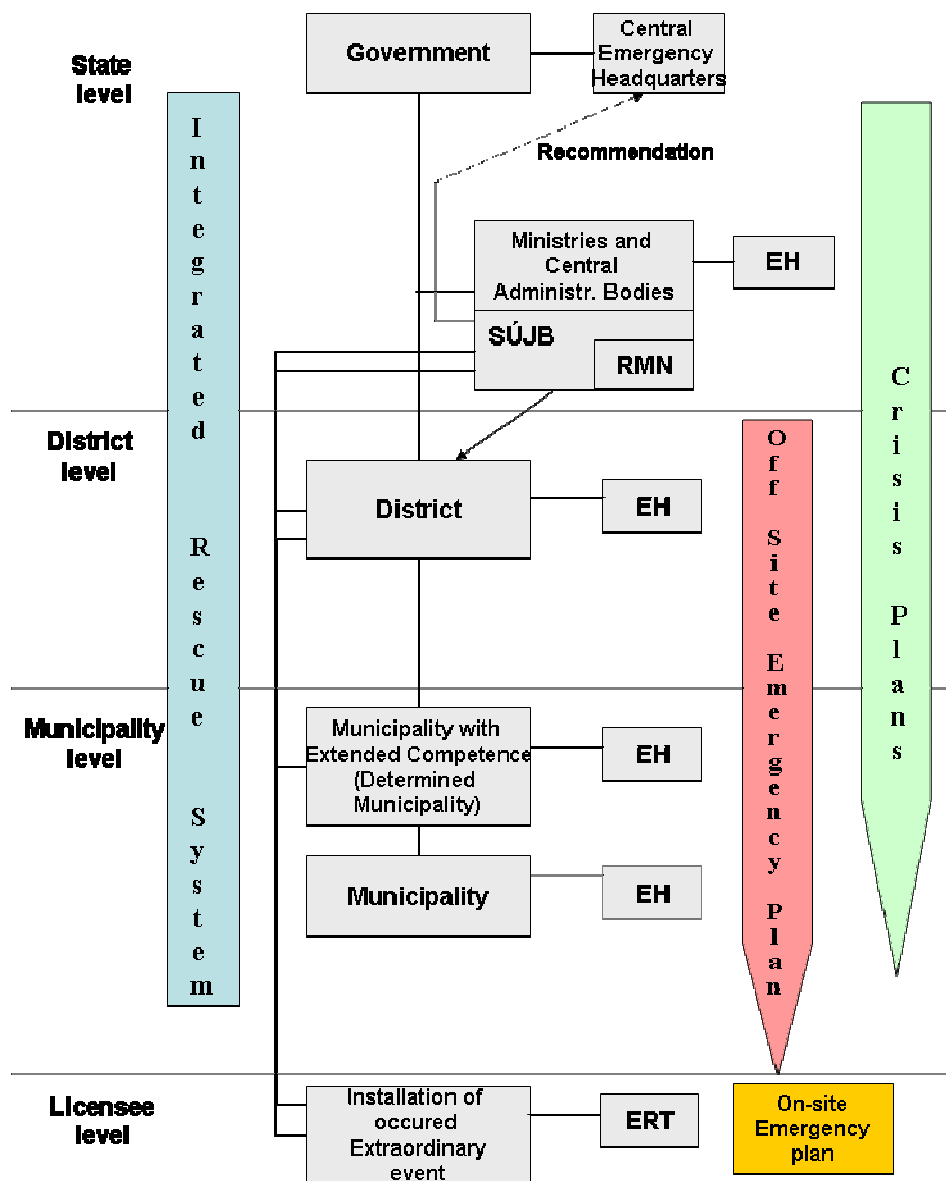 State
level
Government
Central
Emergency
Headquarters
Recommendation
Ministries and
Central
Administr. Bodies
EH
SÚJB
RMN
District
level
District
EH
Municipality
level
Municipality with
Extended Competence
(Determined
Municipality)
EH
Municipality
EH
Licensee
level
Installation of
occured
Extraordinary
event
ERT
On-site
Emergency
plan
Integrated Rescue System
Off Site Emergency Plan
Crisis Plans